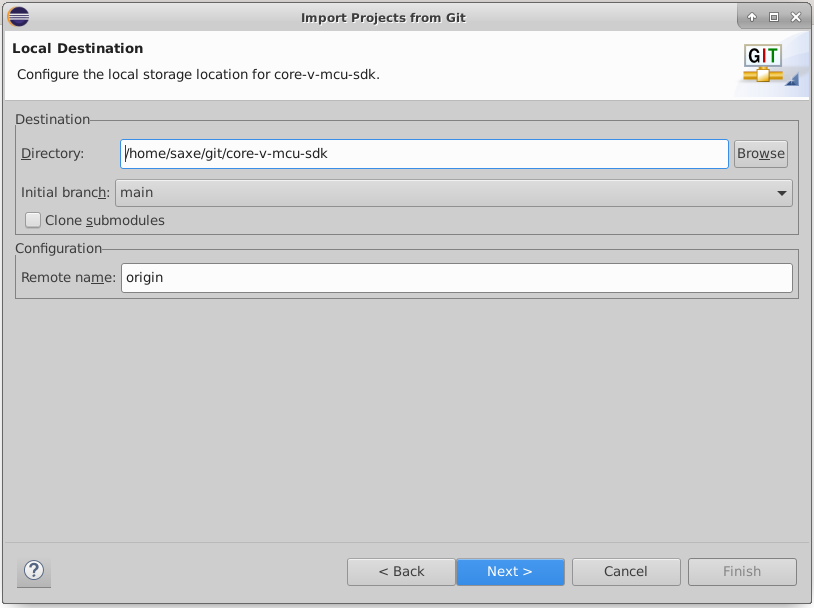 Import Projects from Git
Local Destination
Configure the local storage location for core-v-mcu-sdk.
GIT
Destination
Directory: /home/saxe/git/core-v-mcu-sdk Browse
Initial branch: main
Clone submodules
Configuration
Remote name: origin
? < Back Next > Cancel Finish